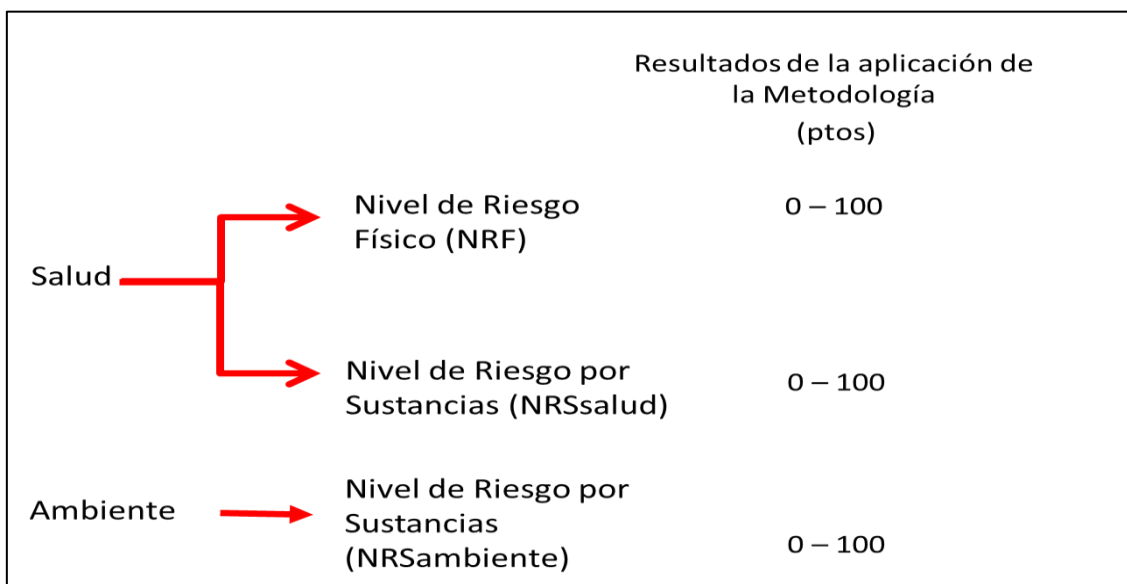 Resultados de la aplicación de
la Metodología
(ptos)
Nivel de Riesgo
Físico (NRF)
0 – 100
Salud
Nivel de Riesgo por
Sustancias (NRSsalud)
0 – 100
Ambiente
Nivel de Riesgo por
Sustancias
(NRSambiente)
0 – 100